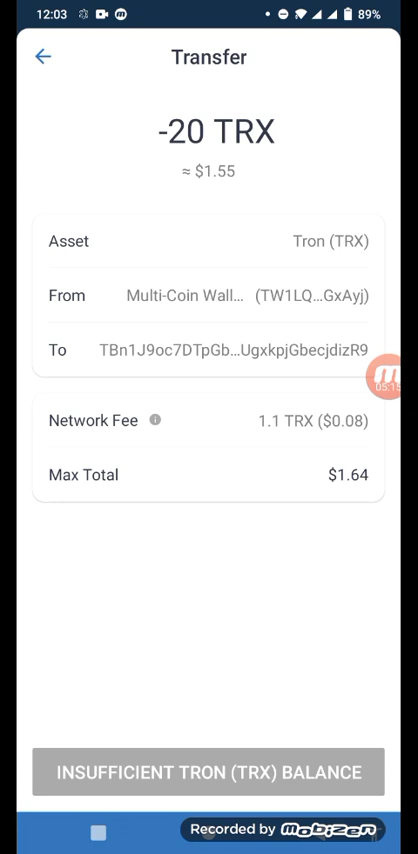 12:03 89%
Transfer
-20 TRX
≈ $1.55
Asset Tron (TRX)
From Multi-Coin Wall... (TW1LQ...GxAyj)
To TBn1J9oc7DTpGb...UgxkpjGbecjdizR9
05:15
Network Fee 1.1 TRX ($0.08)
Max Total $1.64
INSUFFICIENT TRON (TRX) BALANCE
Recorded by mobizen